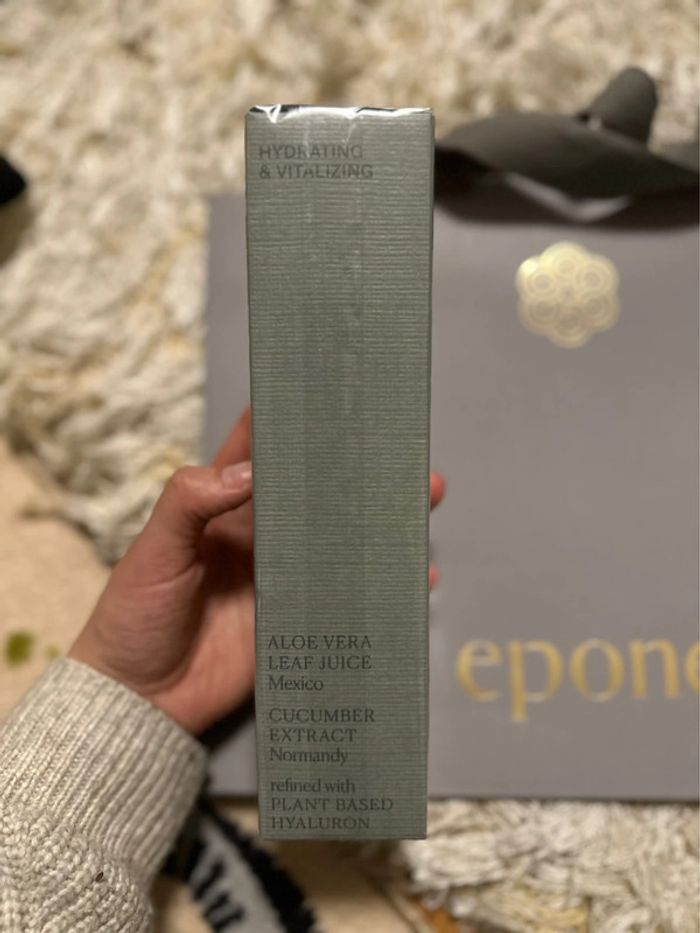 HYDRATING
& VITALIZING
ALOE VERA
LEAF JUICE
Mexico
CUCUMBER
EXTRACT
Normandy
refined with
PLANT BASED
HYALURON
epone